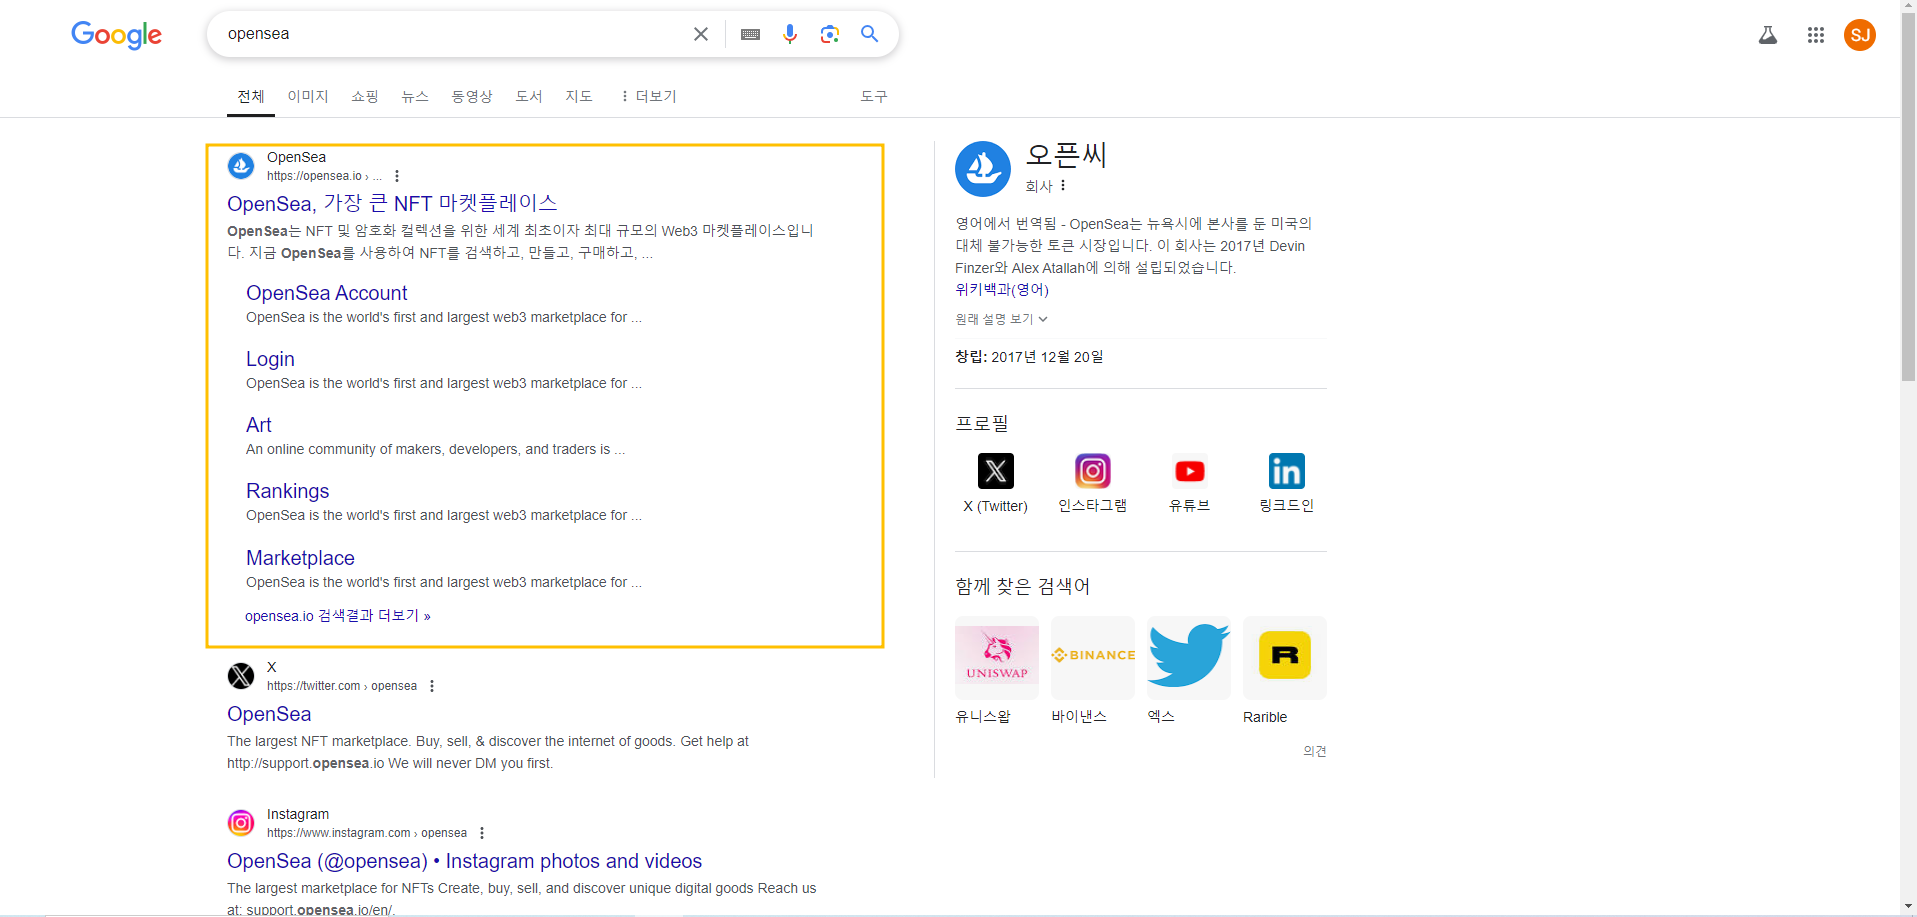 Google
opensea
SJ
전체 이미지 쇼핑 뉴스 동영상 도서 지도 더보기 도구
OpenSea
https://opensea.io › ...
OpenSea, 가장 큰 NFT 마켓플레이스
OpenSea는 NFT 및 암호화 컬렉션을 위한 세계 최초이자 최대 규모의 Web3 마켓플레이스입니
다. 지금 OpenSea를 사용하여 NFT를 검색하고, 만들고, 구매하고, ...
OpenSea Account
OpenSea is the world's first and largest web3 marketplace for ...
Login
OpenSea is the world's first and largest web3 marketplace for ...
Art
An online community of makers, developers, and traders is ...
Rankings
OpenSea is the world's first and largest web3 marketplace for ...
Marketplace
OpenSea is the world's first and largest web3 marketplace for ...
opensea.io 검색결과 더보기 »
X
https://twitter.com › opensea
OpenSea
The largest NFT marketplace. Buy, sell, & discover the internet of goods. Get help at
http://support.opensea.io We will never DM you first.
Instagram
https://www.instagram.com › opensea
OpenSea (@opensea) • Instagram photos and videos
The largest marketplace for NFTs Create, buy, sell, and discover unique digital goods Reach us
at: support.opensea.io/en/.
오픈씨
회사
영어에서 번역됨 - OpenSea는 뉴욕시에 본사를 둔 미국의
대체 불가능한 토큰 시장입니다. 이 회사는 2017년 Devin
Finzer와 Alex Atallah에 의해 설립되었습니다.
위키백과(영어)
원래 설명 보기
창립: 2017년 12월 20일
프로필
X (Twitter) 인스타그램 유튜브 링크드인
함께 찾은 검색어
UNISWAP BINANCE R
유니스왑 바이낸스 엑스 Rarible
의견